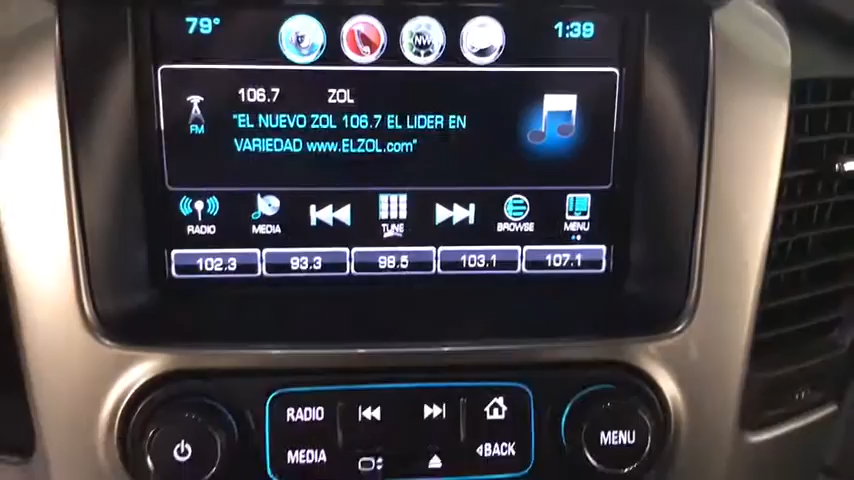 79° NW 1:39
106.7 ZOL
FM
"EL NUEVO ZOL 106.7 EL LIDER EN
VARIEDAD www.ELZOL.com"
RADIO MEDIA TUNE BROWSE MENU
102.3 93.3 98.5 103.1 107.1
RADIO
MEDIA BACK
MENU